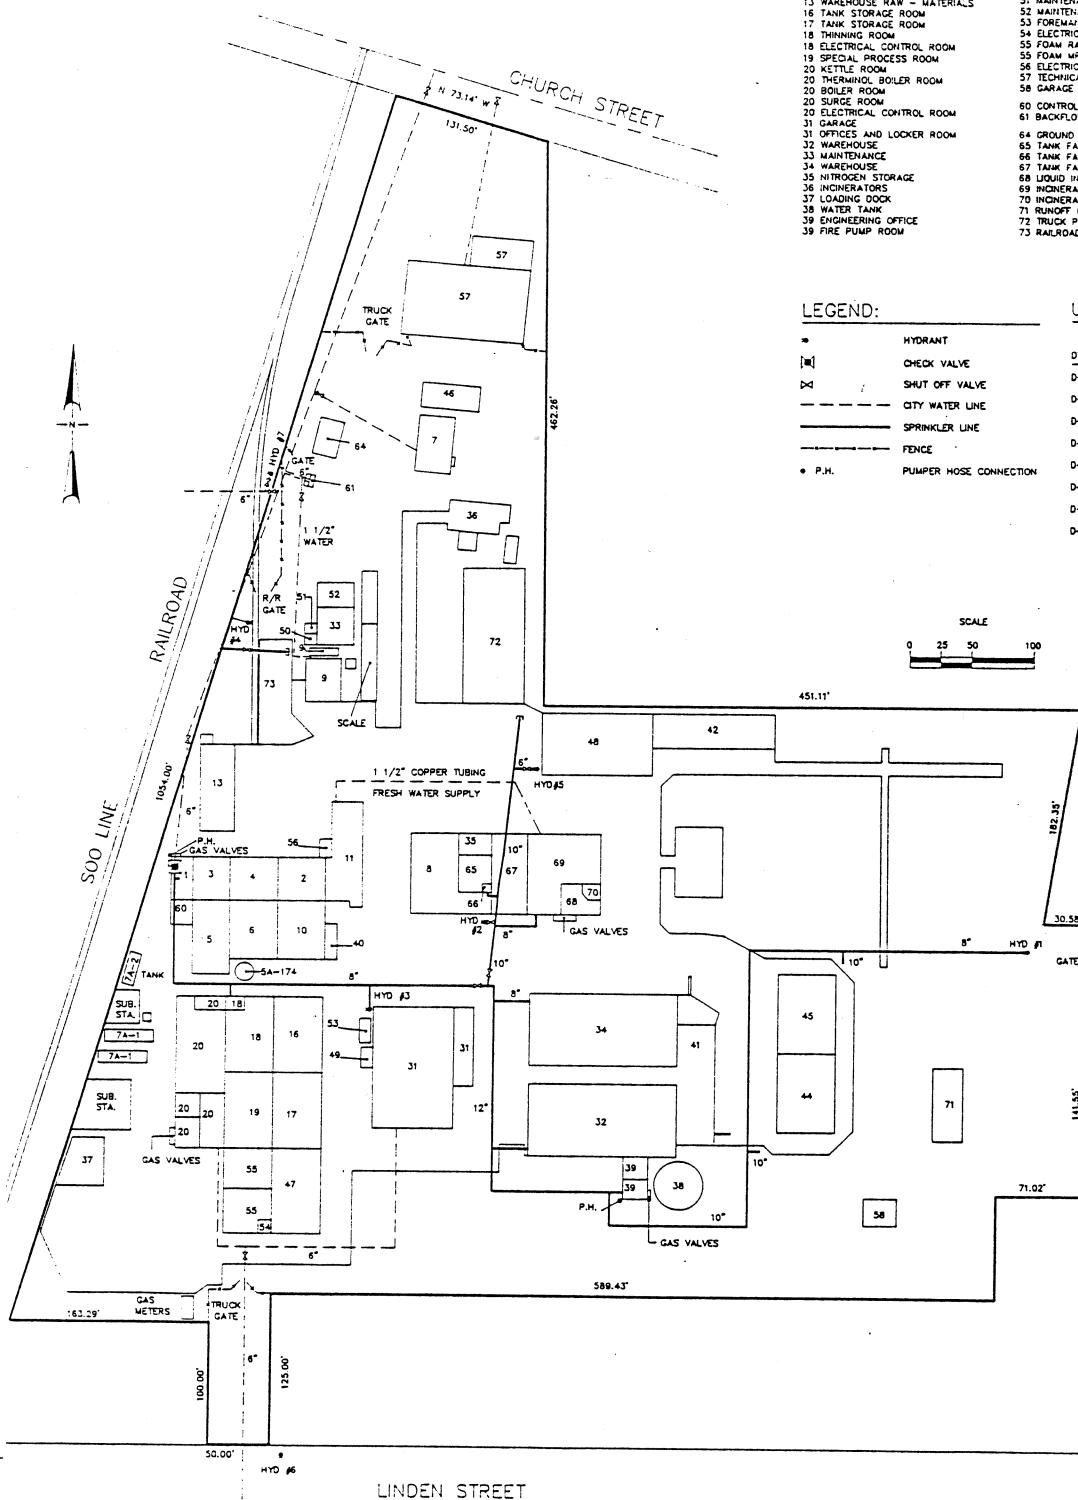 13 WAREHOUSE RAW - MATERIALS
16 TANK STORAGE ROOM
17 TANK STORAGE ROOM
18 THINNING ROOM
18 ELECTRICAL CONTROL ROOM
19 SPECIAL PROCESS ROOM
20 KETTLE ROOM
20 THERMINOL BOILER ROOM
20 BOILER ROOM
20 SURGE ROOM
20 ELECTRICAL CONTROL ROOM
31 GARAGE
31 OFFICES AND LOCKER ROOM
32 WAREHOUSE
33 MAINTENANCE
34 WAREHOUSE
35 NITROGEN STORAGE
36 INCINERATORS
37 LOADING DOCK
38 WATER TANK
39 ENGINEERING OFFICE
39 FIRE PUMP ROOM
51 MAINTENA
52 MAINTEN
53 FOREMAN
54 ELECTRIC
55 FOAM RA
55 FOAM MA
56 ELECTRIC
57 TECHNICA
58 GARAGE
60 CONTROL
61 BACKFLO
64 GROUND
65 TANK FA
66 TANK FA
67 TANK FA
68 LIQUID IN
69 INCINERA
70 INCINERA
71 RUNOFF
72 TRUCK P
73 RAILROAD
LEGEND:
HYDRANT
CHECK VALVE
SHUT OFF VALVE
CITY WATER LINE
SPRINKLER LINE
FENCE
P.H. PUMPER HOSE CONNECTION
D-
D-
D-
D-
D-
D-
D-
SCALE
0 25 50 100
CHURCH STREET
N 73.14' W
131.50'
57
57
TRUCK
GATE
46
7
64
462.26'
HYD #7
GATE
6"
61
6"
1 1/2"
WATER
36
N
RAILROAD
R/R
GATE
51
52
33
50
HYD
#4
9
9
73
72
SCALE
451.11'
48
42
13
1054.00'
6"
1 1/2" COPPER TUBING
FRESH WATER SUPPLY
6"
HYD #5
182.35'
SOO LINE
P.H.
GAS VALVES
1
56
11
3
4
2
60
5
6
10
40
8
35
65
66
10"
67
69
68
70
HYD
#2
8"
GAS VALVES
30.58
8"
HYD #1
10"
GATE
7A-2
TANK
5A-174
8"
10"
SUB.
STA.
7A-1
7A-1
SUB.
STA.
37
20
18
20
18
16
19
17
20
20
20
GAS VALVES
55
55
54
47
HYD #3
53
49
31
31
8"
12"
34
41
32
45
44
71
141.55'
10"
39
39
38
P.H.
10"
GAS VALVES
58
71.02'
6"
589.43'
163.29'
GAS
METERS
TRUCK
GATE
6"
100.00'
125.00'
50.00'
HYD #6
LINDEN STREET